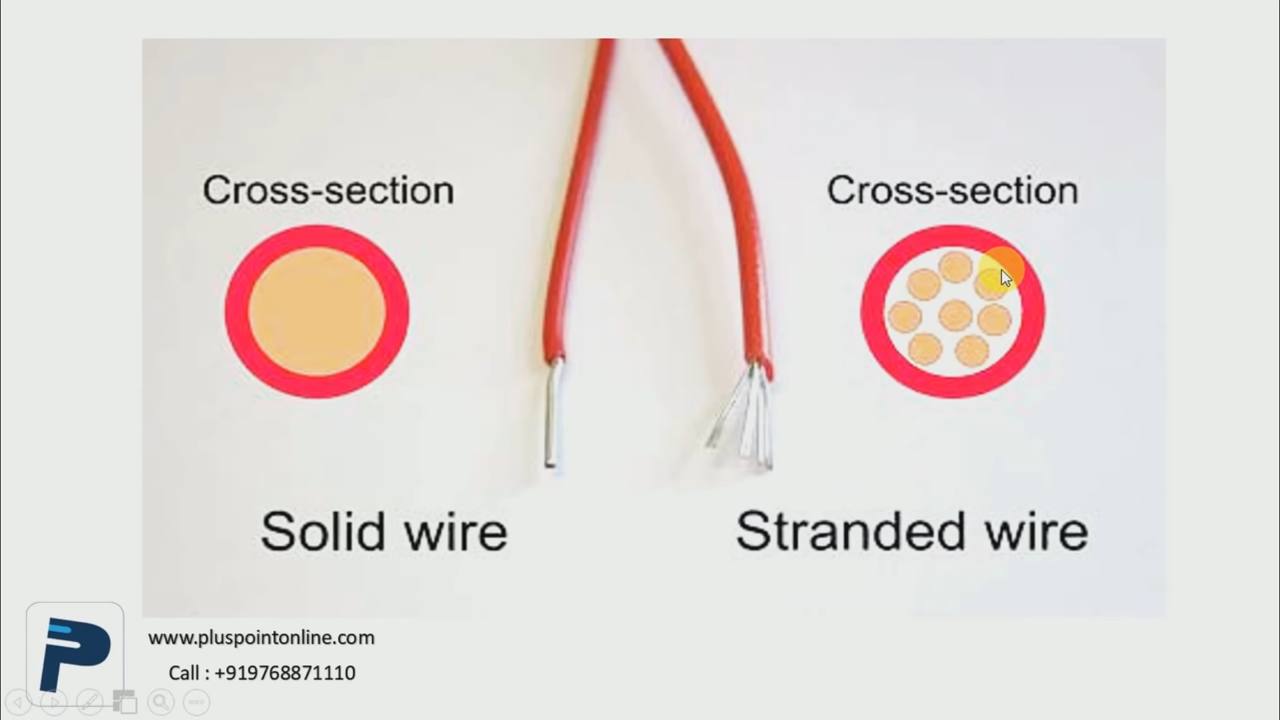 Cross-section
Cross-section
Solid wire
Stranded wire
www.pluspointonline.com
Call : +919768871110